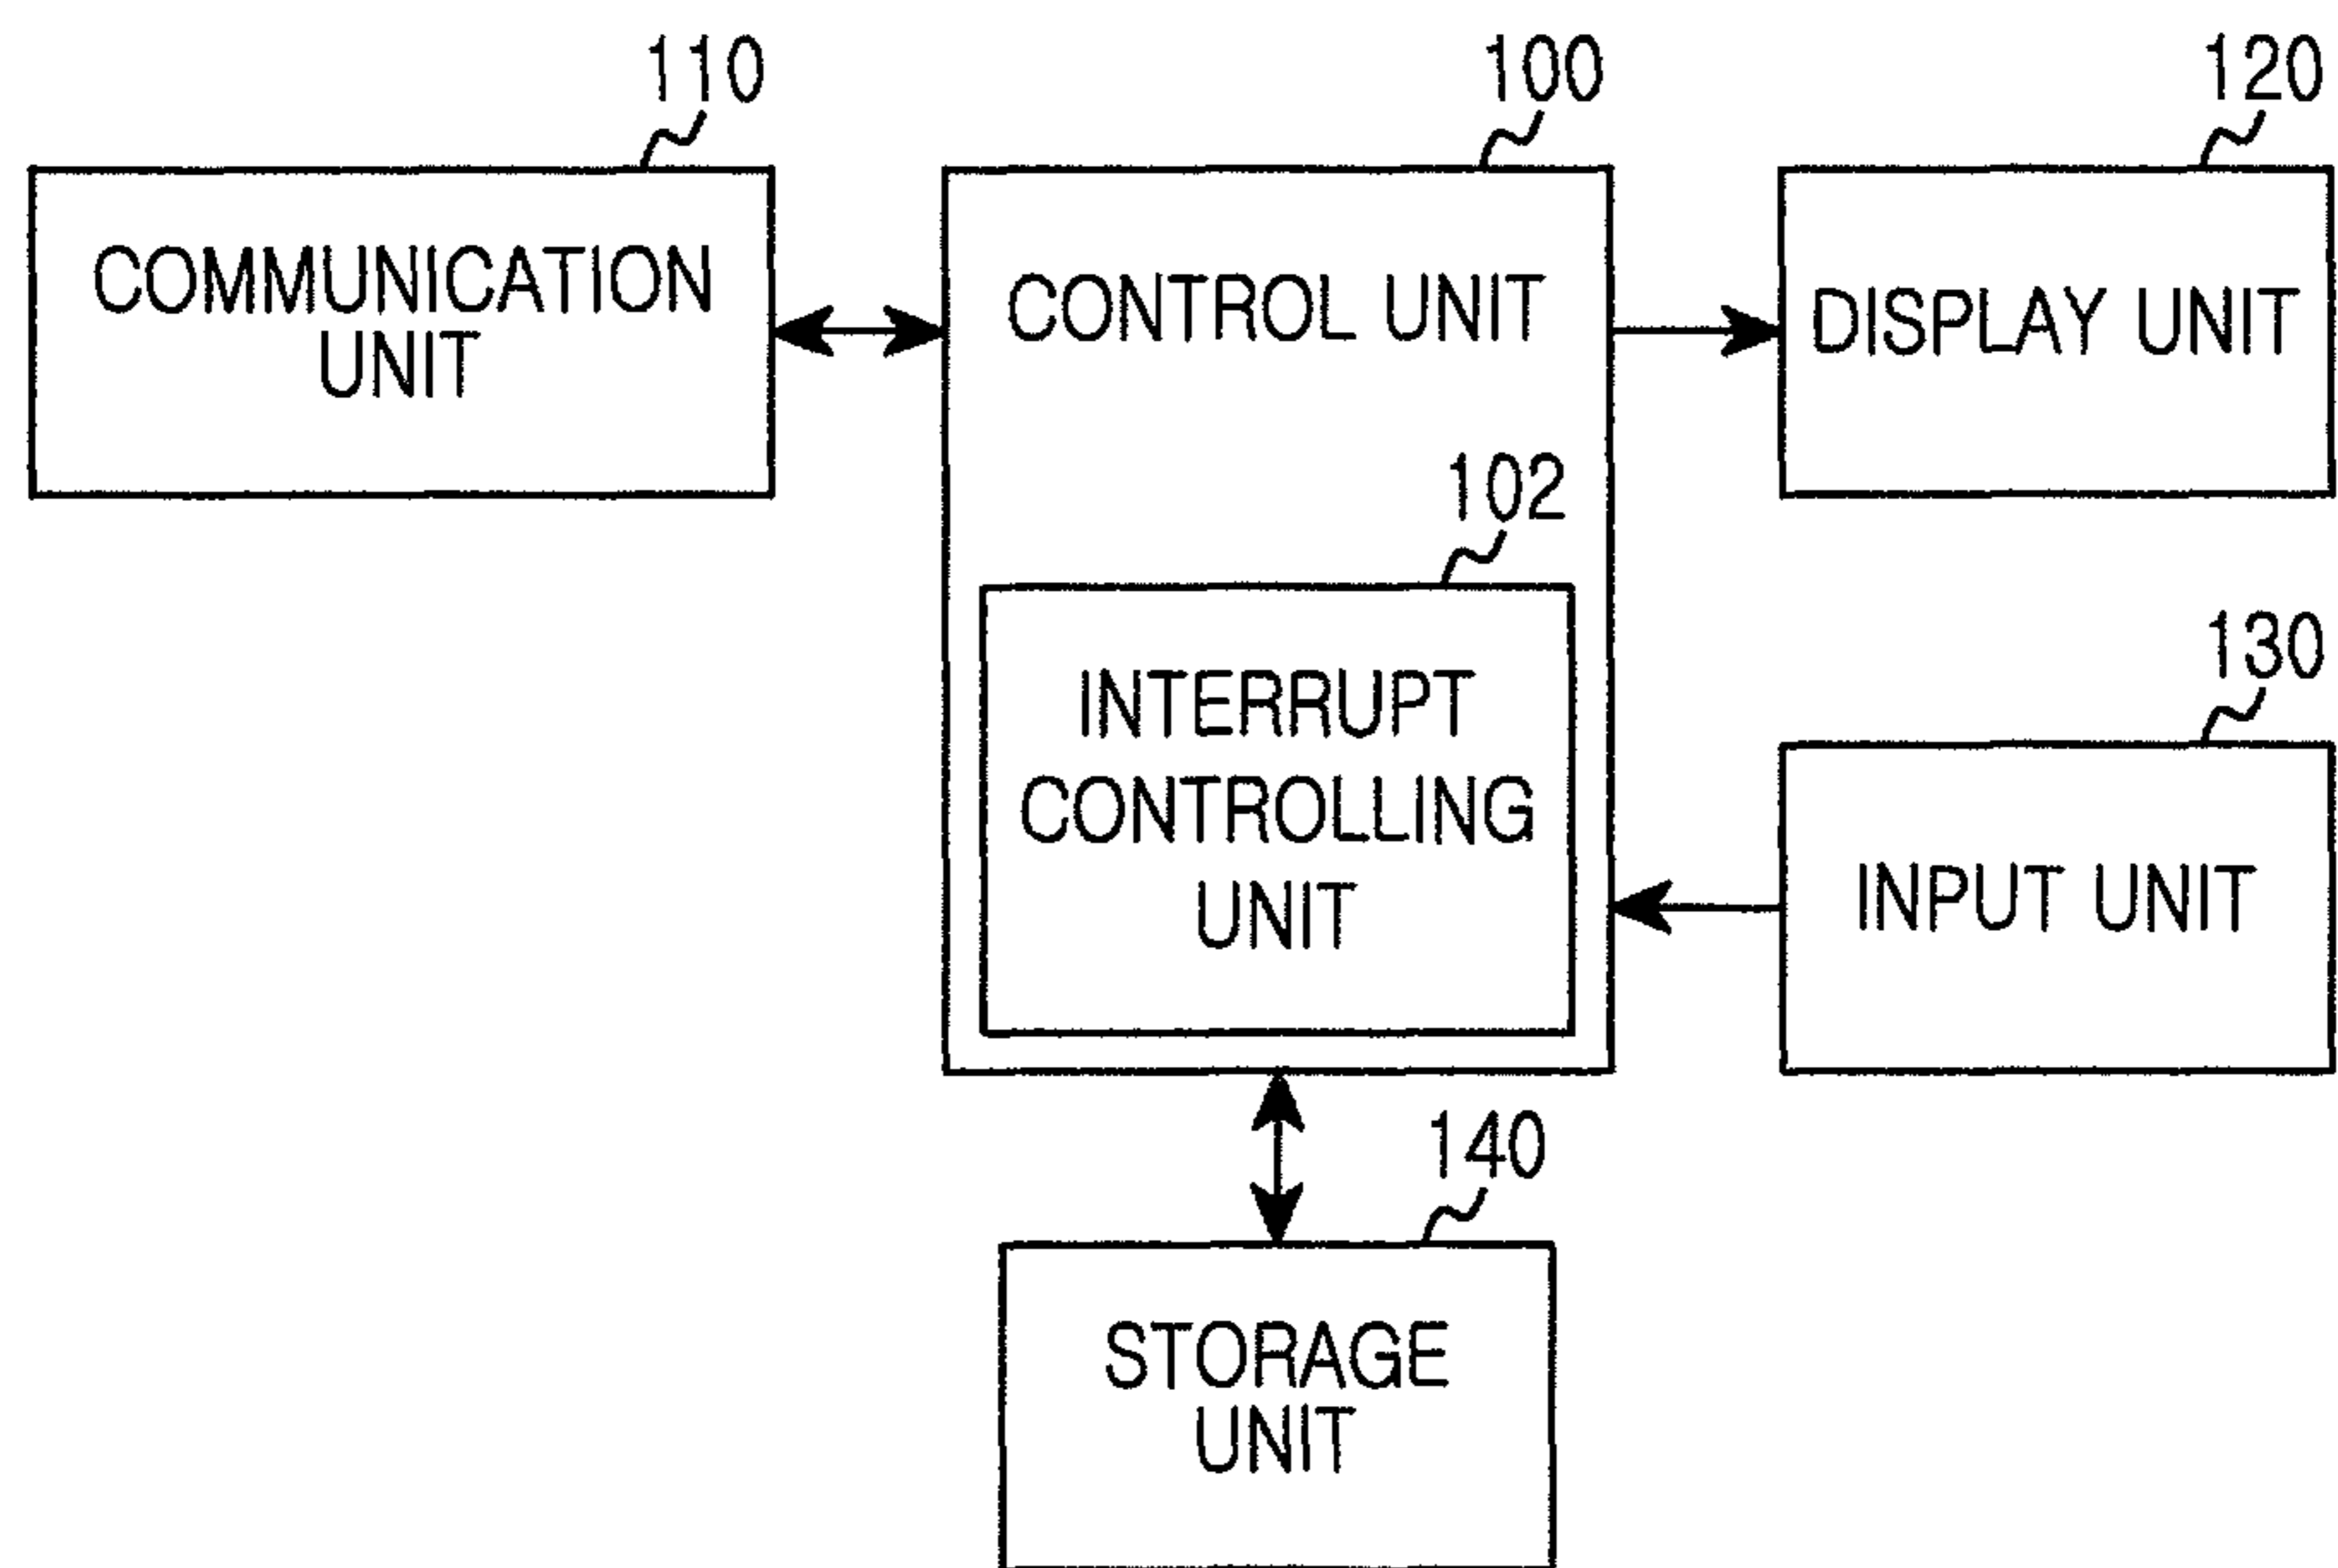 110
100
120
COMMUNICATION
UNIT
CONTROL UNIT
DISPLAY UNIT
102
INTERRUPT
CONTROLLING
UNIT
130
INPUT UNIT
140
STORAGE
UNIT